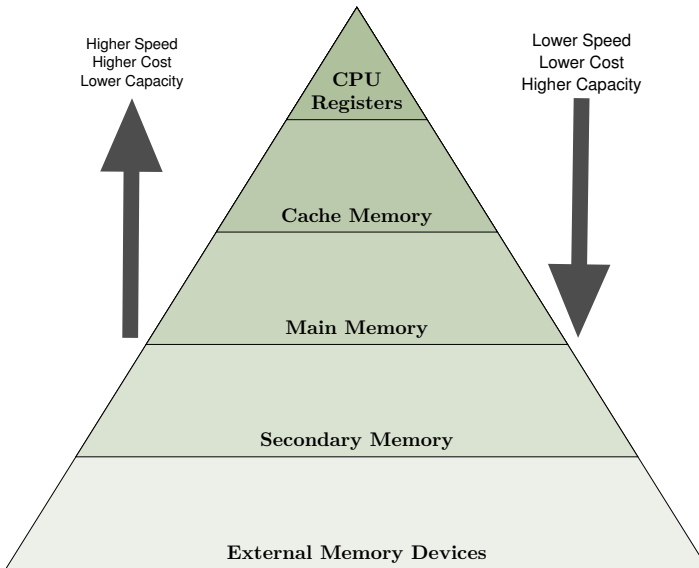 Higher Speed
Higher Cost
Lower Capacity
Lower Speed
Lower Cost
Higher Capacity
CPU
Registers
Cache Memory
Main Memory
Secondary Memory
External Memory Devices